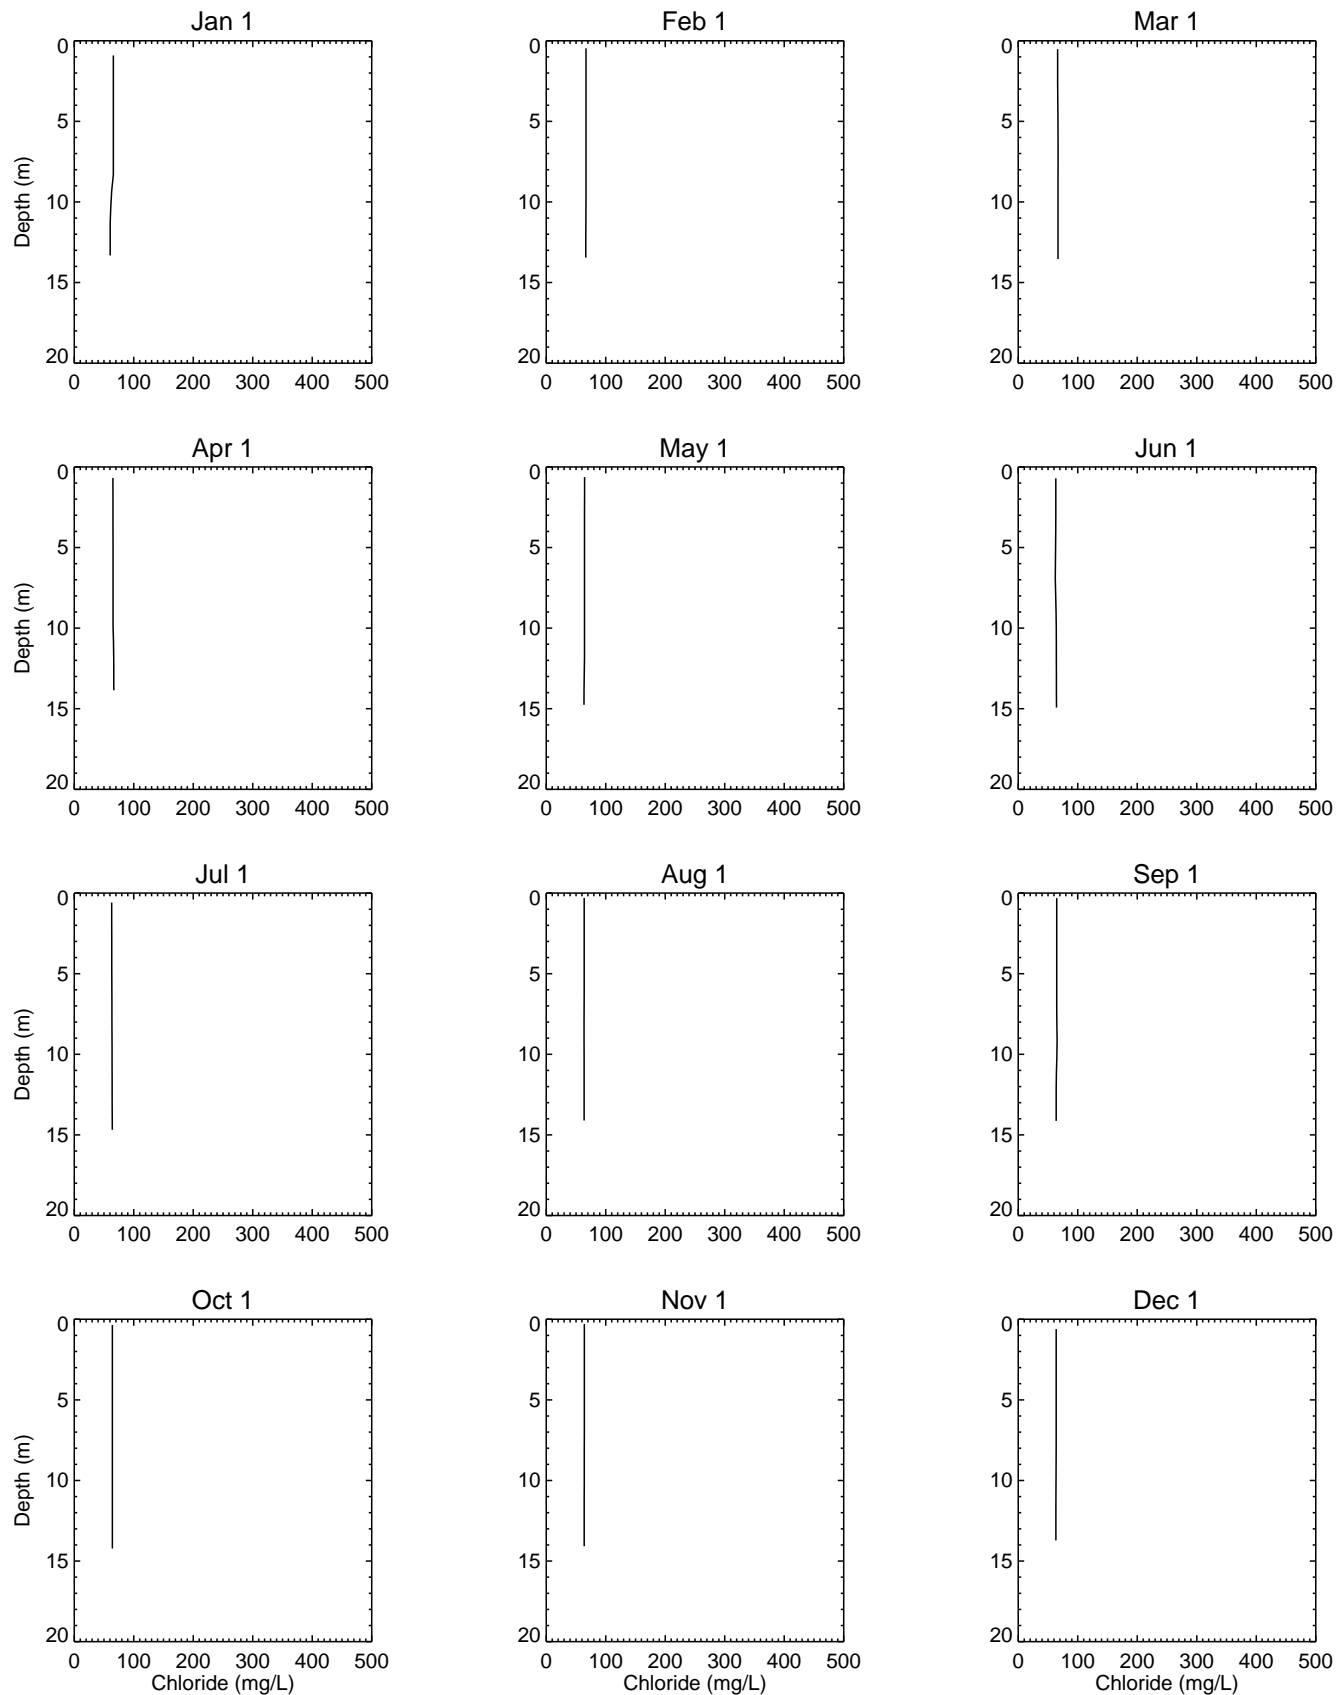 Jan 1 Feb 1 Mar 1
0 0 0
5 5 5
Depth (m)
10 10 10
15 15 15
20 20 20
0 100 200 300 400 500 0 100 200 300 400 500 0 100 200 300 400 500
Apr 1 May 1 Jun 1
0 0 0
5 5 5
Depth (m)
10 10 10
15 15 15
20 20 20
0 100 200 300 400 500 0 100 200 300 400 500 0 100 200 300 400 500
Jul 1 Aug 1 Sep 1
0 0 0
5 5 5
Depth (m)
10 10 10
15 15 15
20 20 20
0 100 200 300 400 500 0 100 200 300 400 500 0 100 200 300 400 500
Oct 1 Nov 1 Dec 1
0 0 0
5 5 5
Depth (m)
10 10 10
15 15 15
20 20 20
0 100 200 300 400 500 0 100 200 300 400 500 0 100 200 300 400 500
Chloride (mg/L) Chloride (mg/L) Chloride (mg/L)